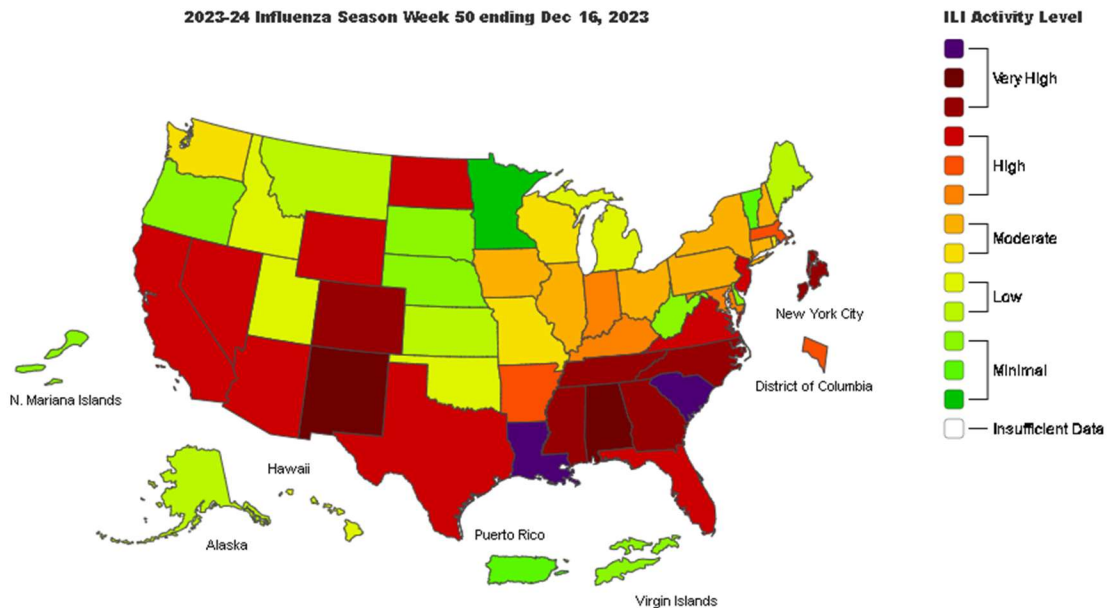 2023-24 Influenza Season Week 50 ending Dec 16, 2023
ILI Activity Level
Very High
High
Moderate
Low
Minimal
Insufficient Data
New York City
District of Columbia
N. Mariana Islands
Hawaii
Alaska
Puerto Rico
Virgin Islands